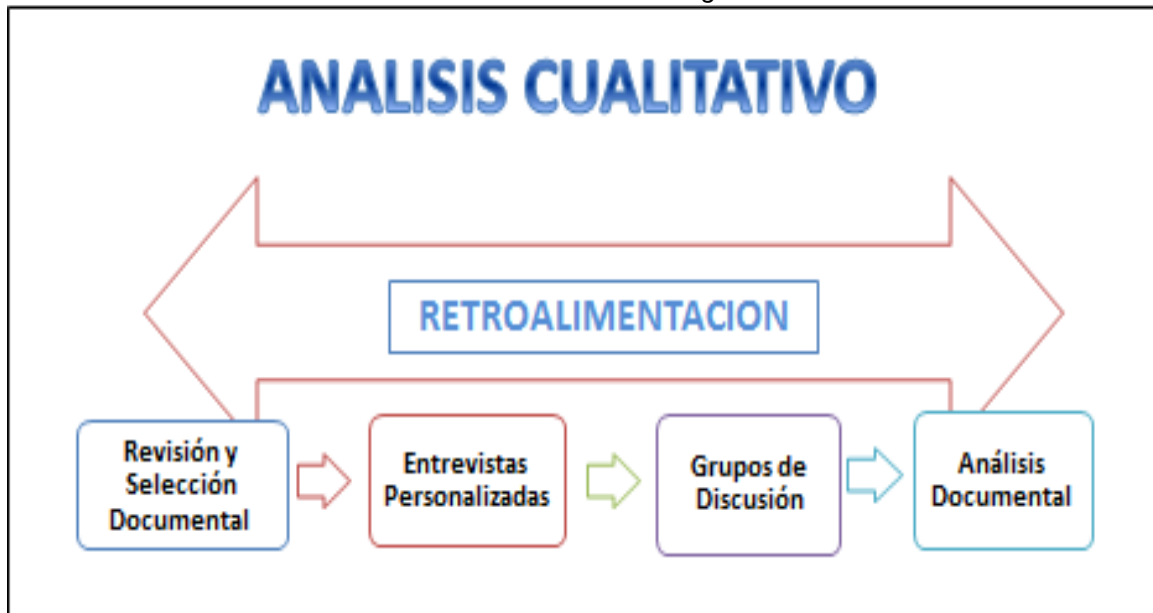 ANALISIS CUALITATIVO
RETROALIMENTACION
Revisión y
Selección
Documental
Entrevistas
Personalizadas
Grupos de
Discusión
Análisis
Documental